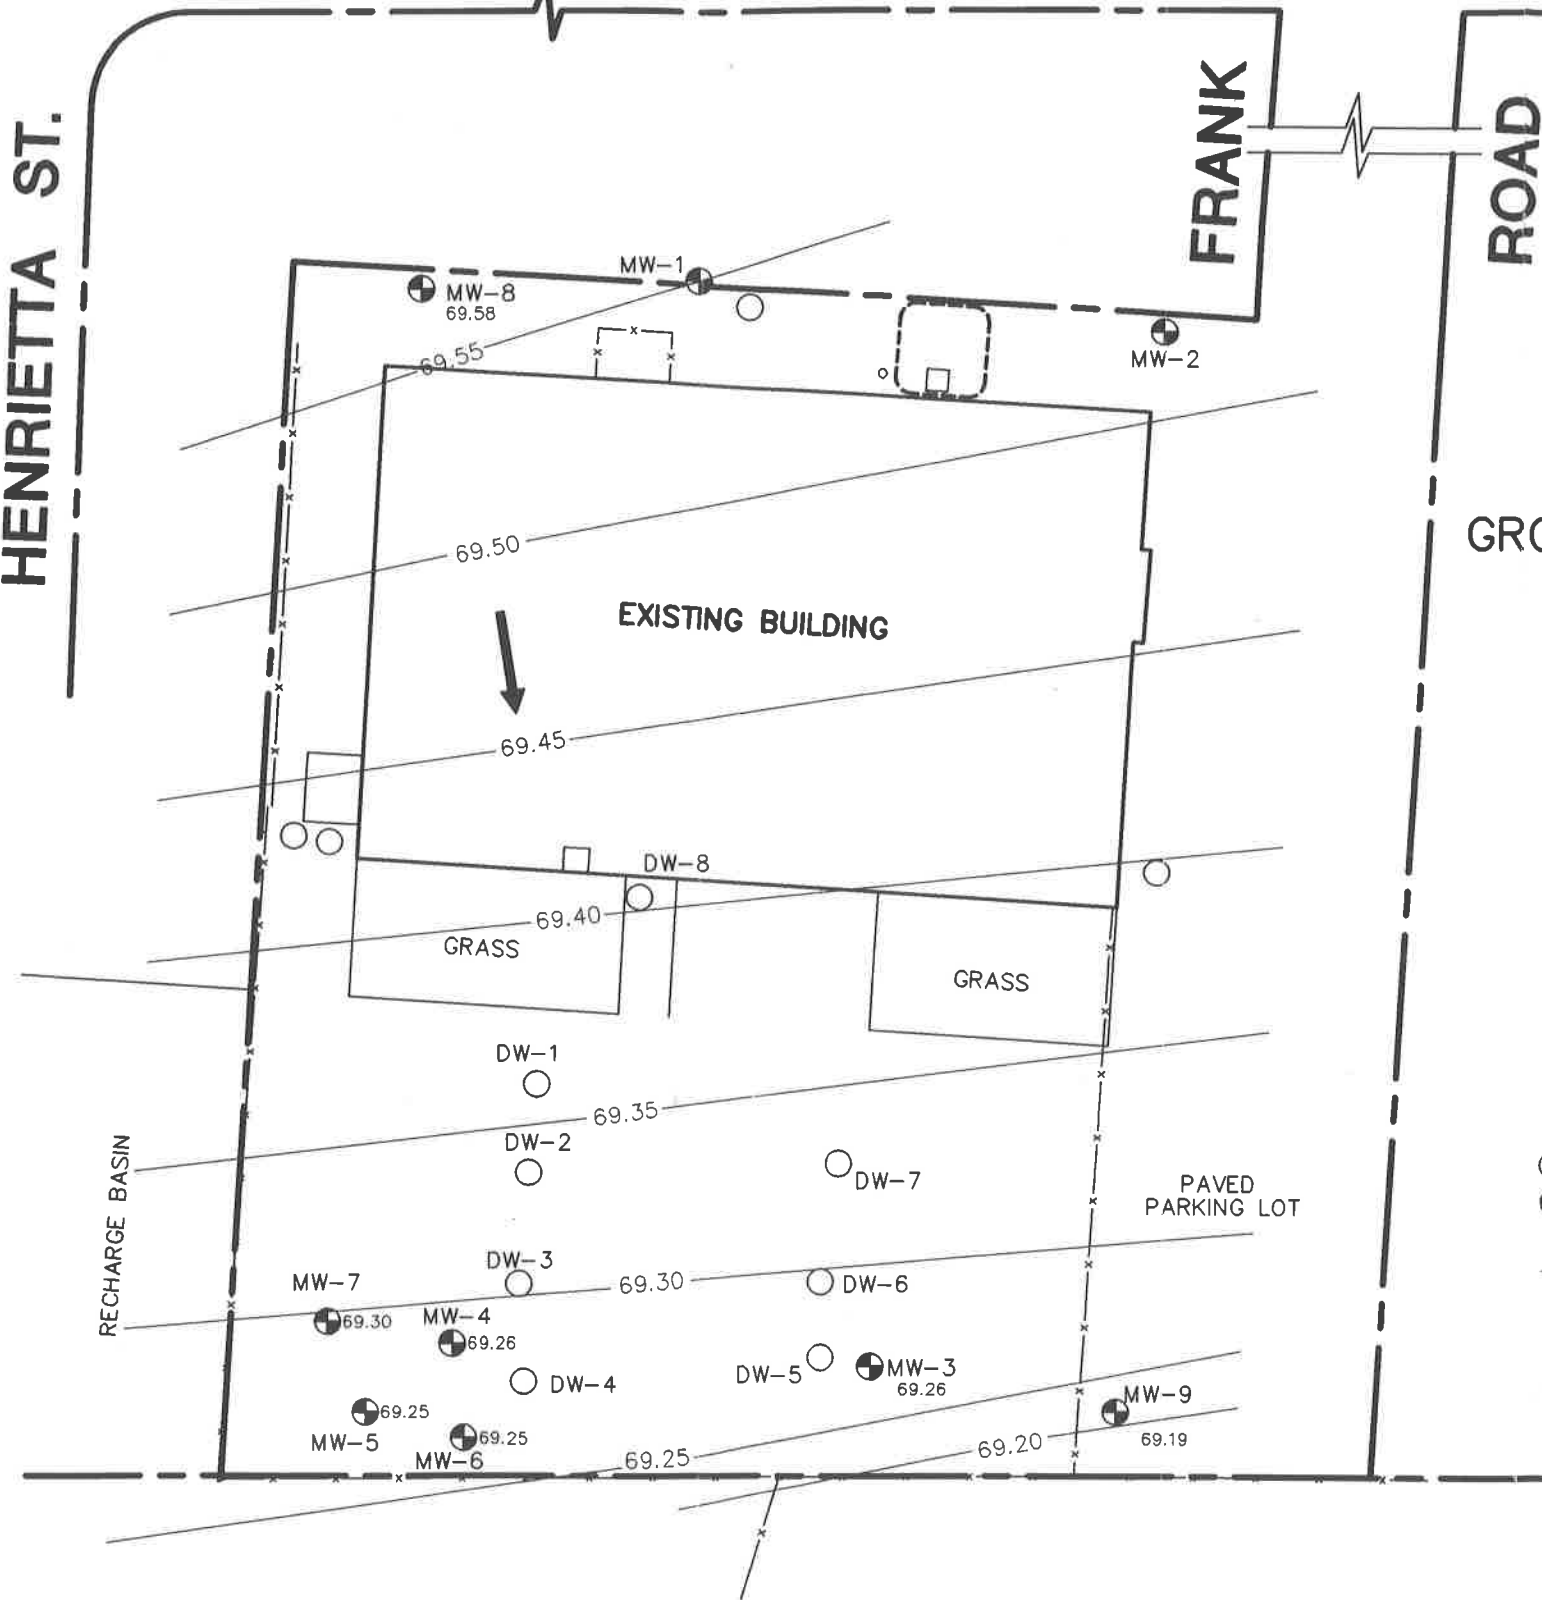 HENRIETTA ST.
FRANK
ROAD
MW-1
MW-8
69.58
MW-2
69.55
69.50
GRO
EXISTING BUILDING
69.45
DW-8
69.40
GRASS
GRASS
DW-1
69.35
DW-2
DW-7
RECHARGE BASIN
PAVED
PARKING LOT
DW-3
69.30
DW-6
MW-7
69.30
MW-4
69.26
DW-4
DW-5
MW-3
69.26
MW-9
69.19
69.25
MW-5
69.25
MW-6
69.25
69.20